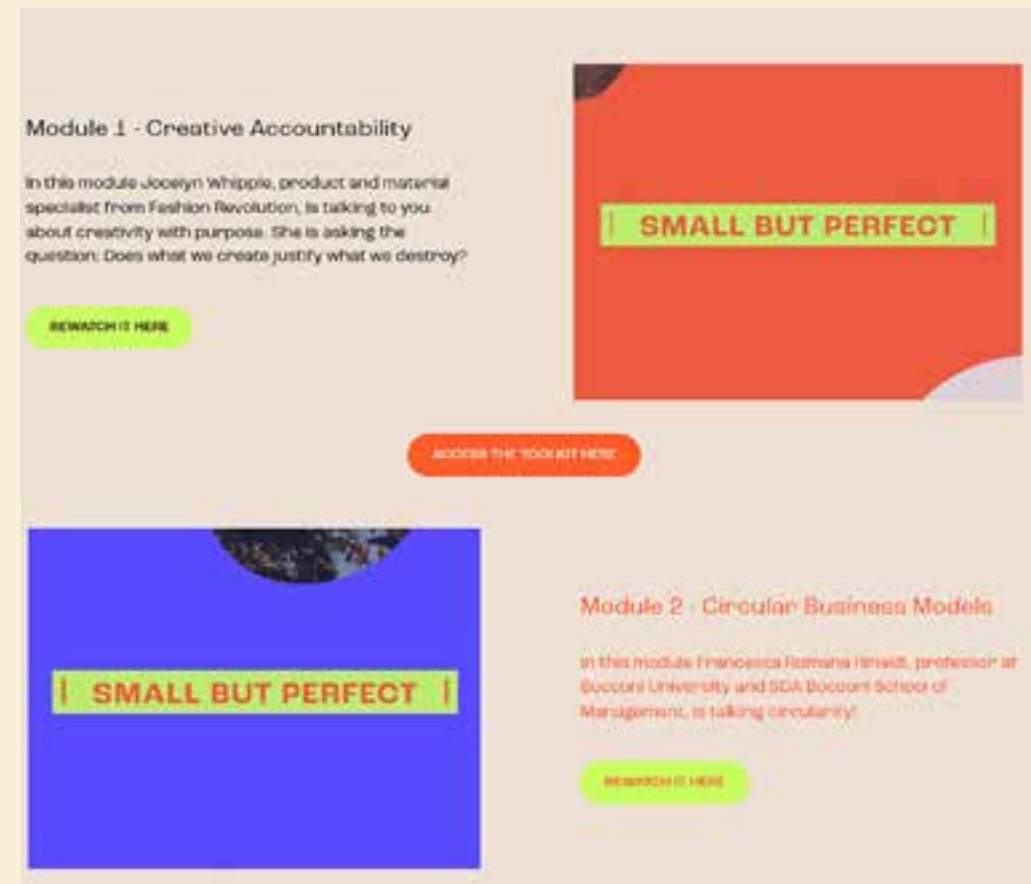 Module 1 - Creative Accountability
In this module Jocelyn Whipple, product and material
specialist from Fashion Revolution, is talking to you
about creativity with purpose. She is asking the
question: Does what we create justify what we destroy?
REWATCH IT HERE
| SMALL BUT PERFECT |
ACCESS THE TOOLKIT HERE
| SMALL BUT PERFECT |
Module 2 - Circular Business Models
In this module Francesca Romana Rinaldi, professor at
Bocconi University and SDA Bocconi School of
Management, is talking circularity!
REWATCH IT HERE